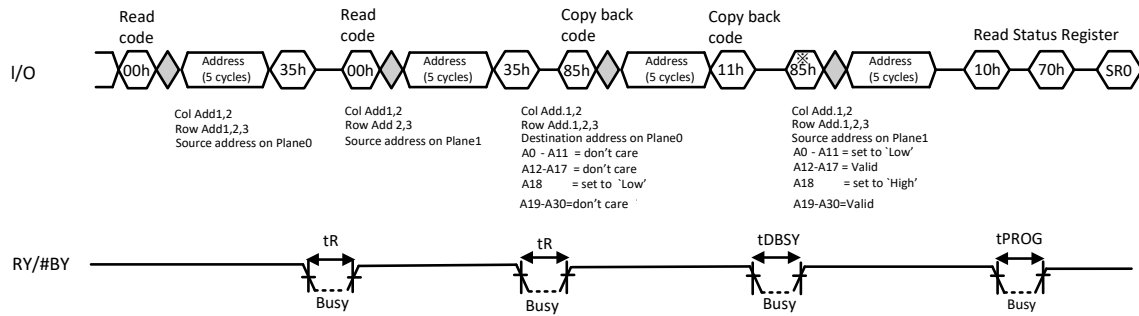 Read code
Read code
Copy back code
Copy back code
Read Status Register
I/O
00h
Address (5 cycles)
35h
00h
Address (5 cycles)
35h
85h
Address (5 cycles)
11h
※
85h
Address (5 cycles)
10h
70h
SR0
Col Add1,2
Row Add1,2,3
Source address on Plane0
Col Add1,2
Row Add 2,3
Source address on Plane1
Col Add.1,2
Row Add.1,2,3
Destination address on Plane0
A0 - A11 = don't care
A12-A17 = don't care
A18 = set to `Low'
A19-A30=don't care
Col Add.1,2
Row Add.1,2,3
Source address on Plane1
A0 - A11 = set to `Low'
A12-A17 = Valid
A18 = set to `High'
A19-A30=Valid
RY/#BY
tR
Busy
tR
Busy
tDBSY
Busy
tPROG
Busy